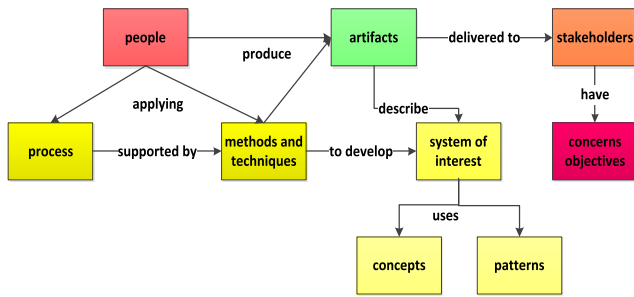 people
artifacts
delivered to
stakeholders
produce
applying
describe
have
process
supported by
methods and
techniques
to develop
system of
interest
concerns
objectives
uses
concepts
patterns